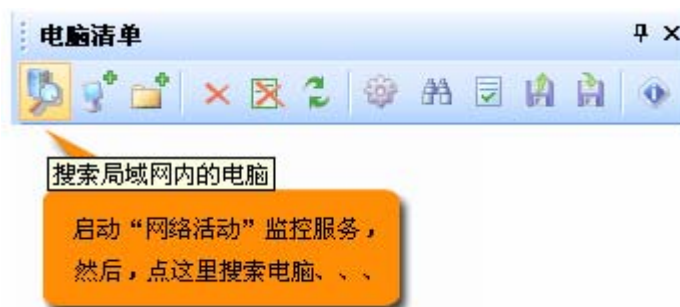 电脑清单
搜索局域网内的电脑
启动“网络活动”监控服务，
然后，点这里搜索电脑、、、